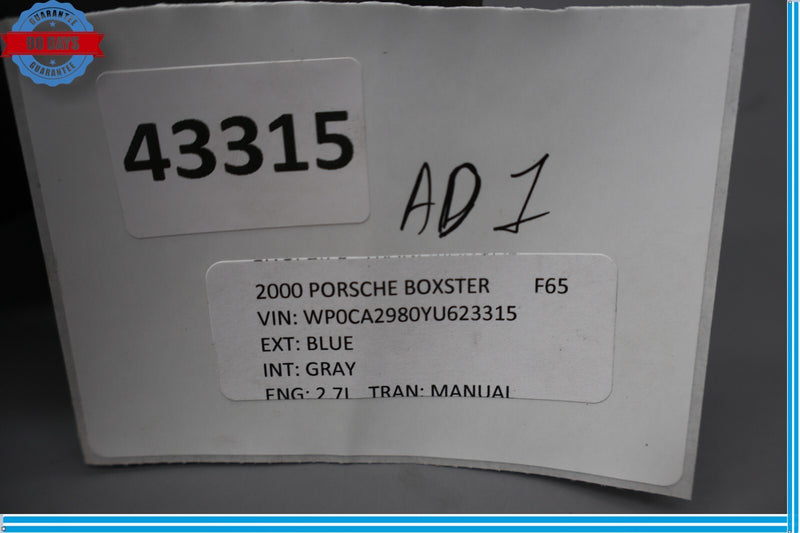 GUARANTEE
90 DAYS
GUARANTEE
43315
AD 1
2000 PORSCHE BOXSTER F65
VIN: WP0CA2980YU623315
EXT: BLUE
INT: GRAY
ENG: 2.7L TRAN: MANUAL